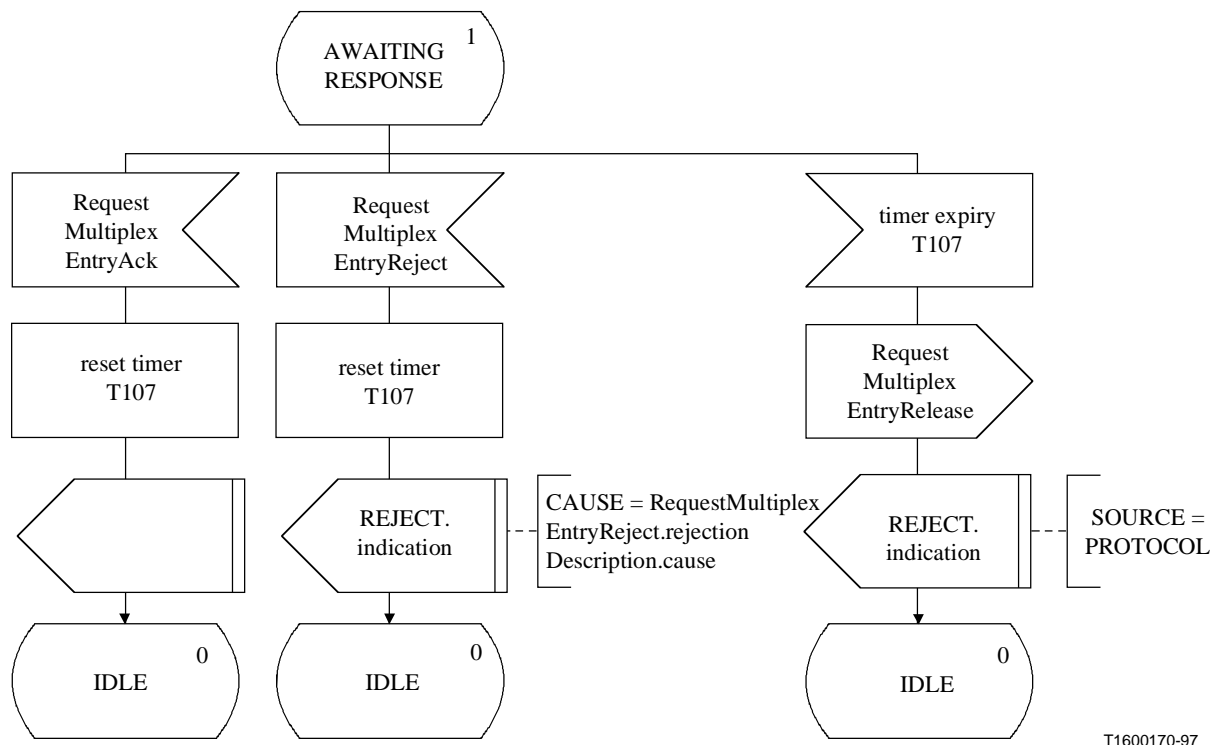 1
AWAITING
RESPONSE
Request
Multiplex
EntryAck
Request
Multiplex
EntryReject
timer expiry
T107
reset timer
T107
reset timer
T107
Request
Multiplex
EntryRelease
REJECT.
indication
CAUSE = RequestMultiplex
EntryReject.rejection
Description.cause
REJECT.
indication
SOURCE =
PROTOCOL
0
IDLE
0
IDLE
0
IDLE
T1600170-97